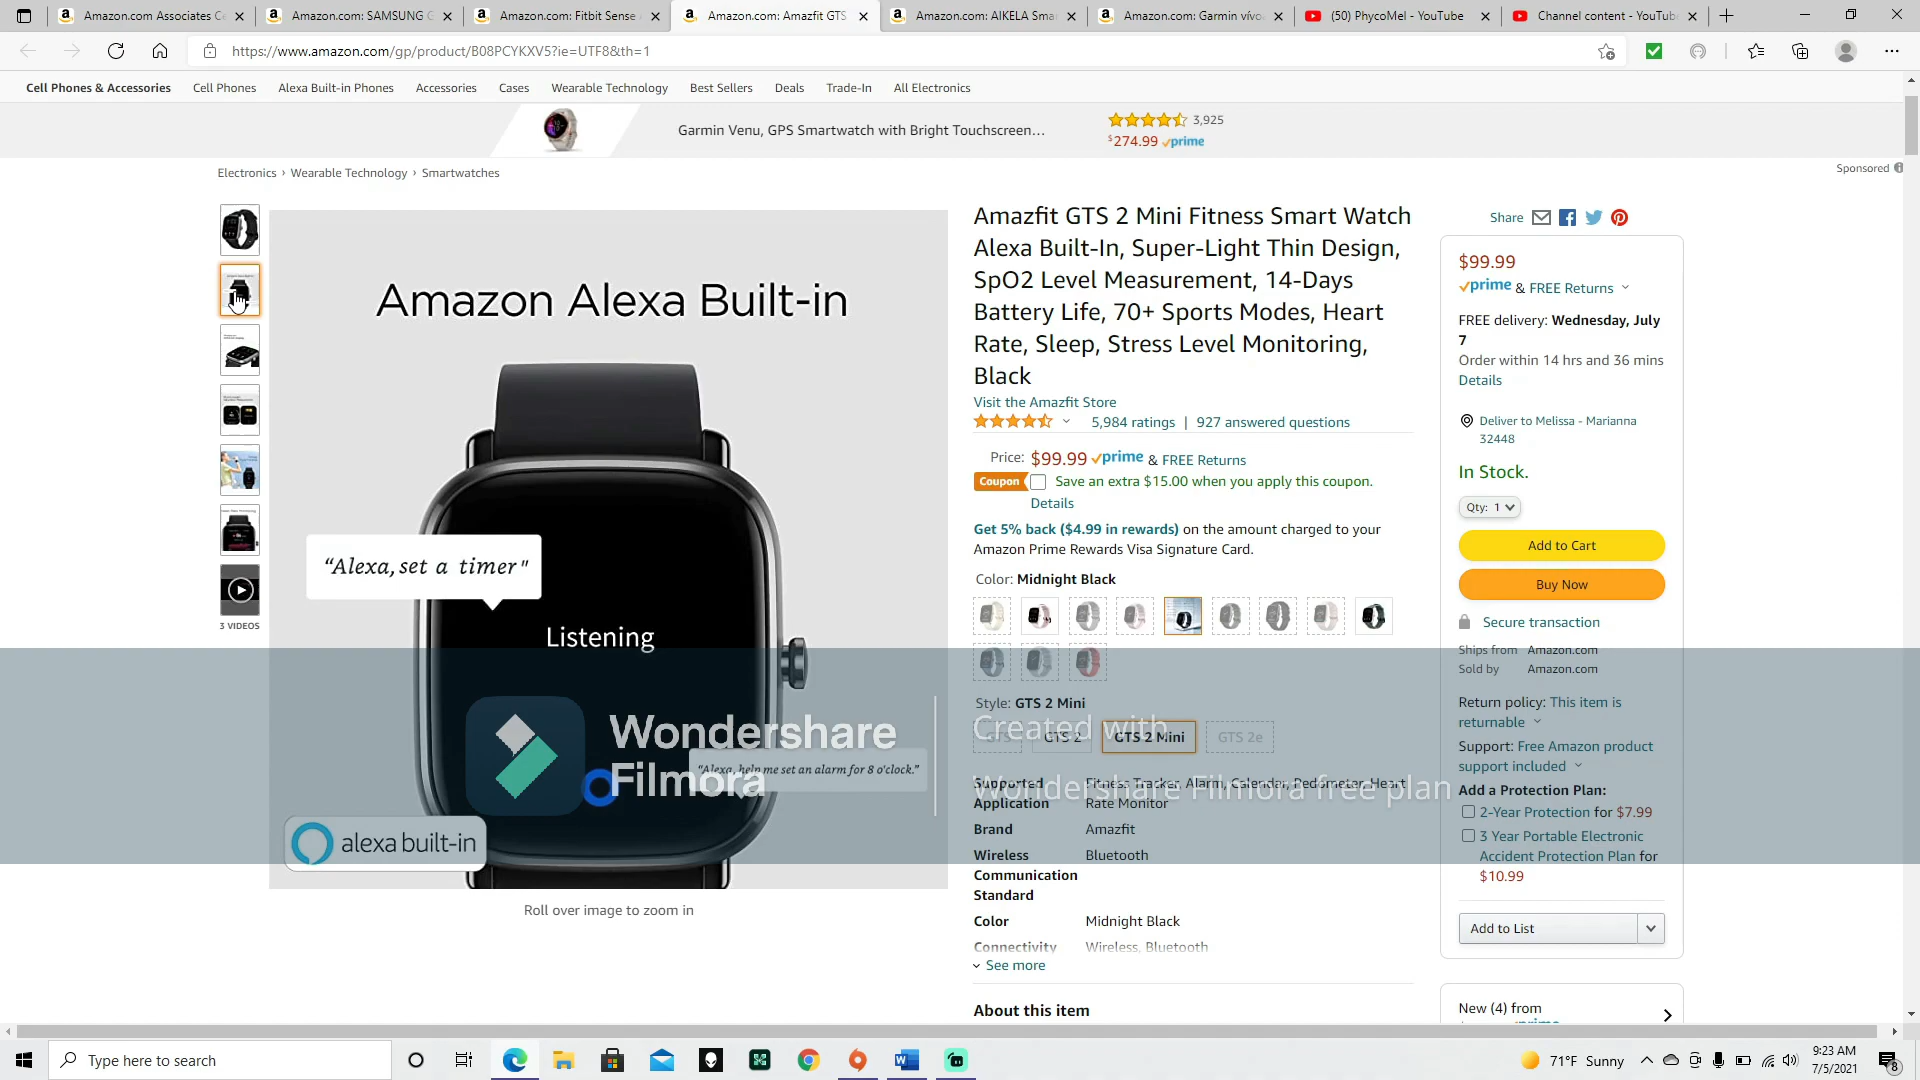 Amazon.com Associates Ce
Amazon.com: SAMSUNG G
Amazon.com: Fitbit Sense A
Amazon.com: Amazfit GTS
Amazon.com: AIKELA Sma
Amazon.com: Garmin vívo
(50) PhycoMel - YouTube
Channel content - YouTub
https://www.amazon.com/gp/product/B08PCYKXV5?ie=UTF8&th=1
Cell Phones & Accessories Cell Phones Alexa Built-in Phones Accessories Cases Wearable Technology Best Sellers Deals Trade-In All Electronics
Garmin Venu, GPS Smartwatch with Bright Touchscreen…
3,925
$274.99 prime
Sponsored
Electronics › Wearable Technology › Smartwatches
3 VIDEOS
Amazon Alexa Built-in
“Alexa, set a timer"
Listening
“Alexa, help me set an alarm for 8 o'clock.”
alexa built-in
Roll over image to zoom in
Amazfit GTS 2 Mini Fitness Smart Watch
Alexa Built-In, Super-Light Thin Design,
SpO2 Level Measurement, 14-Days
Battery Life, 70+ Sports Modes, Heart
Rate, Sleep, Stress Level Monitoring,
Black
Visit the Amazfit Store
5,984 ratings | 927 answered questions
Price: $99.99 prime & FREE Returns
Coupon Save an extra $15.00 when you apply this coupon.
Details
Get 5% back ($4.99 in rewards) on the amount charged to your
Amazon Prime Rewards Visa Signature Card.
Color: Midnight Black
Style: GTS 2 Mini
GTS GTS 2 GTS 2 Mini GTS 2e
Supported Fitness Tracker, Alarm, Calendar, Pedometer, Heart
Application Rate Monitor
Brand Amazfit
Wireless Bluetooth
Communication
Standard
Color Midnight Black
Connectivity Wireless, Bluetooth
See more
About this item
Share
$99.99
prime & FREE Returns
FREE delivery: Wednesday, July
7
Order within 14 hrs and 36 mins
Details
Deliver to Melissa - Marianna
32448
In Stock.
Qty: 1
Add to Cart
Buy Now
Secure transaction
Ships from Amazon.com
Sold by Amazon.com
Return policy: This item is
returnable
Support: Free Amazon product
support included
Add a Protection Plan:
2-Year Protection for $7.99
3 Year Portable Electronic
Accident Protection Plan for
$10.99
Add to List
New (4) from
Wondershare
Filmora
Created with
Wondershare Filmora free plan
Type here to search
71°F Sunny
9:23 AM
7/5/2021
8